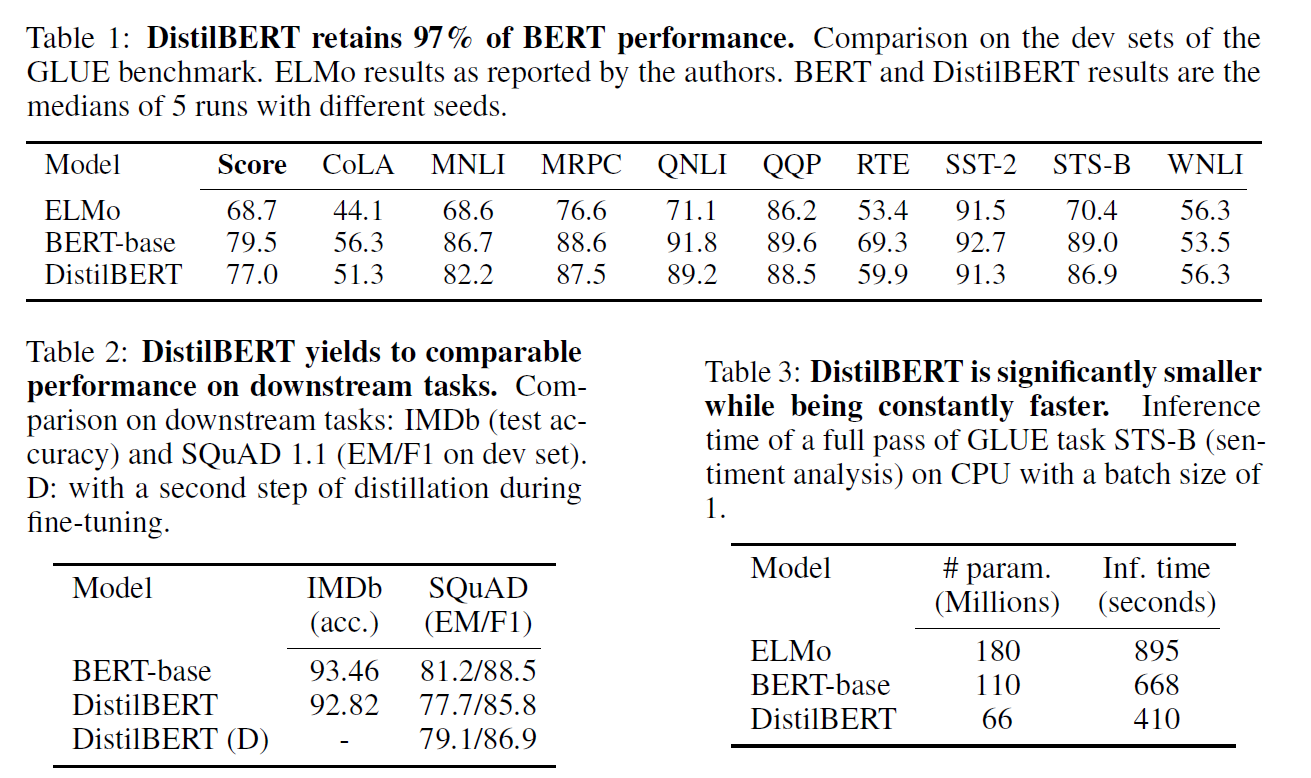 Table 1: DistilBERT retains 97% of BERT performance. Comparison on the dev sets of the
GLUE benchmark. ELMo results as reported by the authors. BERT and DistilBERT results are the
medians of 5 runs with different seeds.
Model Score CoLA MNLI MRPC QNLI QQP RTE SST-2 STS-B WNLI
ELMo 68.7 44.1 68.6 76.6 71.1 86.2 53.4 91.5 70.4 56.3
BERT-base 79.5 56.3 86.7 88.6 91.8 89.6 69.3 92.7 89.0 53.5
DistilBERT 77.0 51.3 82.2 87.5 89.2 88.5 59.9 91.3 86.9 56.3
Table 2: DistilBERT yields to comparable
performance on downstream tasks. Com-
parison on downstream tasks: IMDb (test ac-
curacy) and SQuAD 1.1 (EM/F1 on dev set).
D: with a second step of distillation during
fine-tuning.
Model IMDb SQuAD
(acc.) (EM/F1)
BERT-base 93.46 81.2/88.5
DistilBERT 92.82 77.7/85.8
DistilBERT (D) - 79.1/86.9
Table 3: DistilBERT is significantly smaller
while being constantly faster. Inference
time of a full pass of GLUE task STS-B (sen-
timent analysis) on CPU with a batch size of
1.
Model # param. Inf. time
(Millions) (seconds)
ELMo 180 895
BERT-base 110 668
DistilBERT 66 410